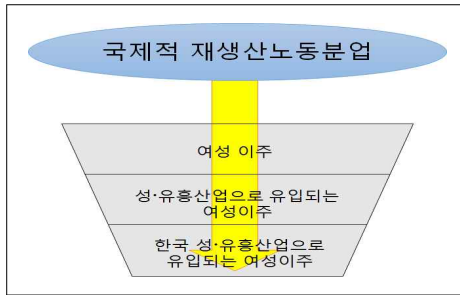 국제적 재생산노동분업
여성 이주
성·유흥산업으로 유입되는
여성이주
한국 성·유흥산업으로
유입되는 여성이주